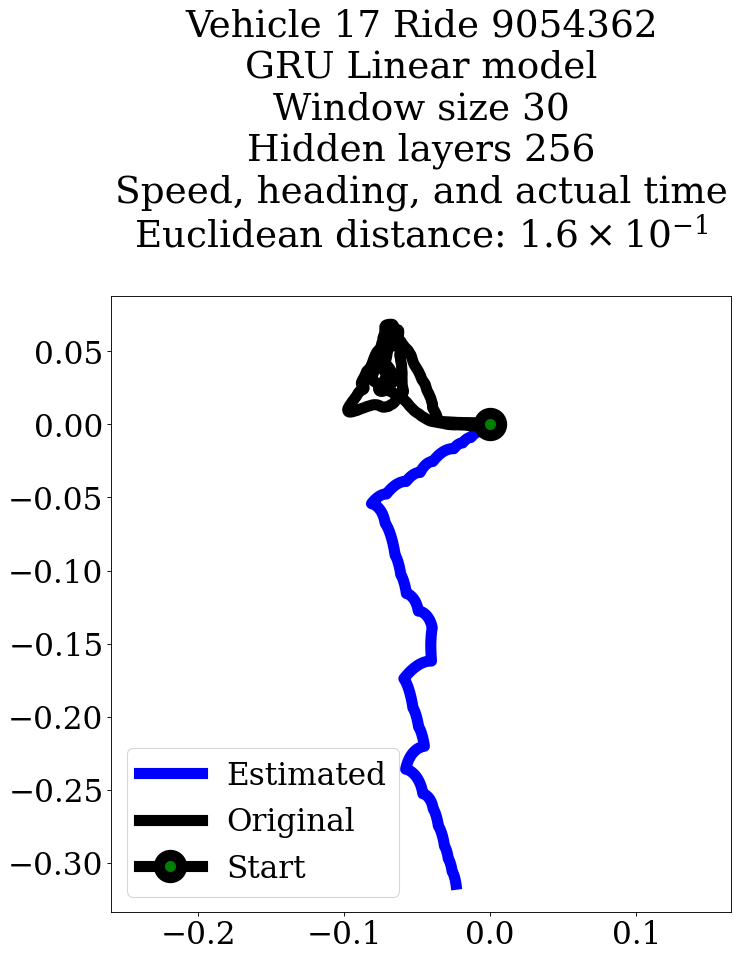 Vehicle 17 Ride 9054362
GRU Linear model
Window size 30
Hidden layers 256
Speed, heading, and actual time
Euclidean distance: 1.6 × 10⁻¹
0.05
0.00
−0.05
−0.10
−0.15
−0.20
−0.25
−0.30
Estimated
Original
Start
−0.2
−0.1
0.0
0.1